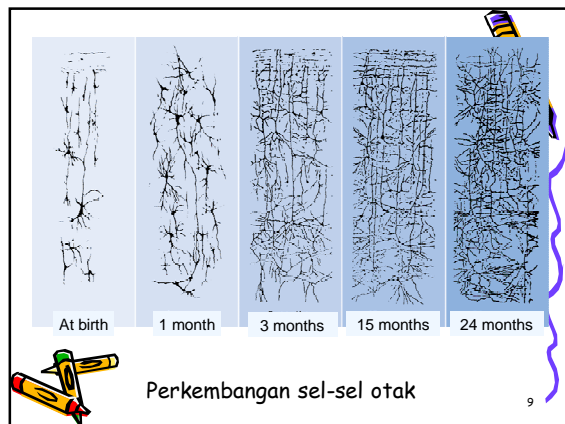 At birth 1 month 3 months 15 months 24 months
Perkembangan sel-sel otak
9